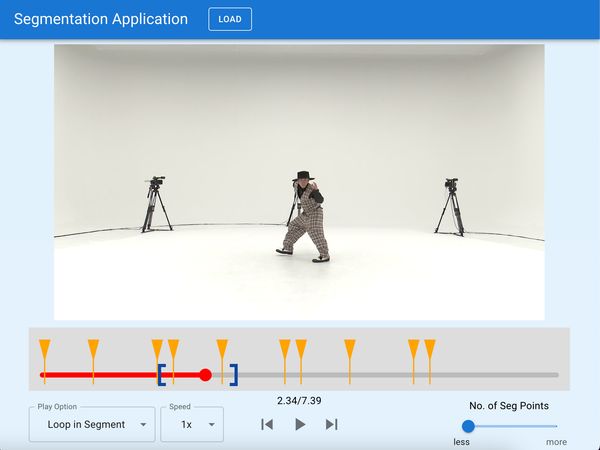 Segmentation Application
LOAD
2.34/7.39
Play Option
Loop in Segment
Speed
1x
No. of Seg Points
less
more